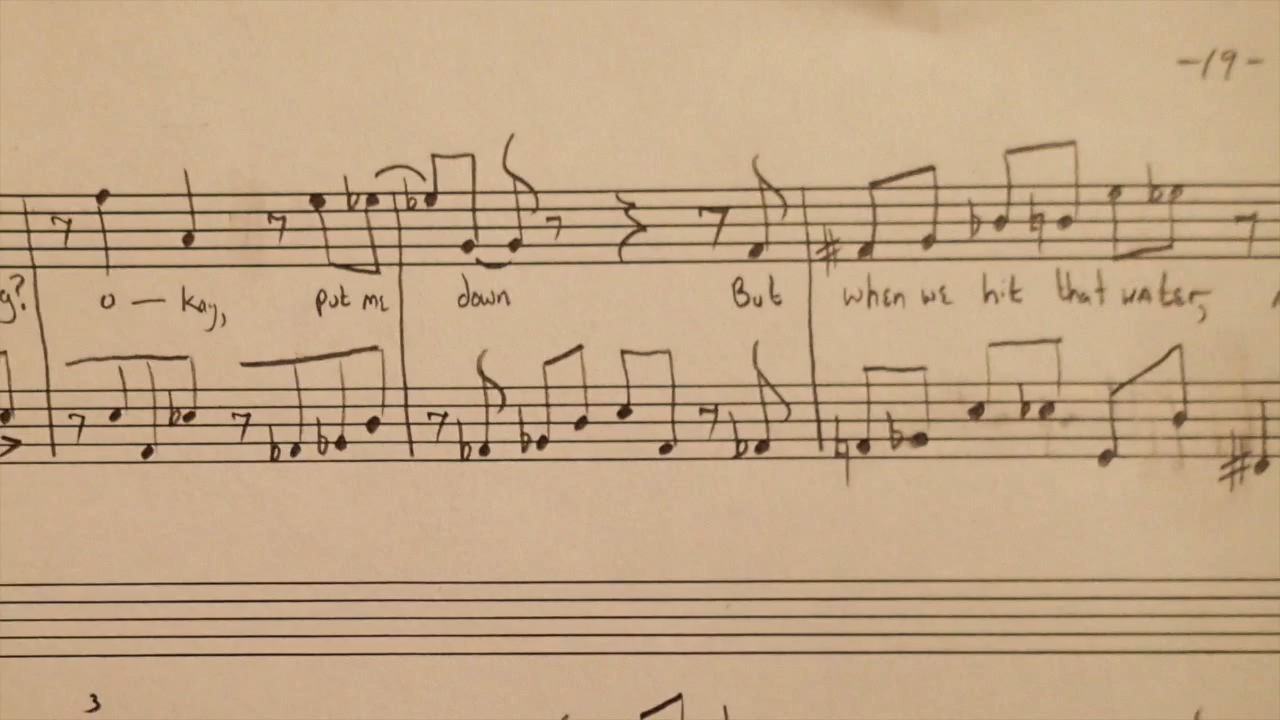 -19-
g? o — kay, put me down But when we hit that water,
3